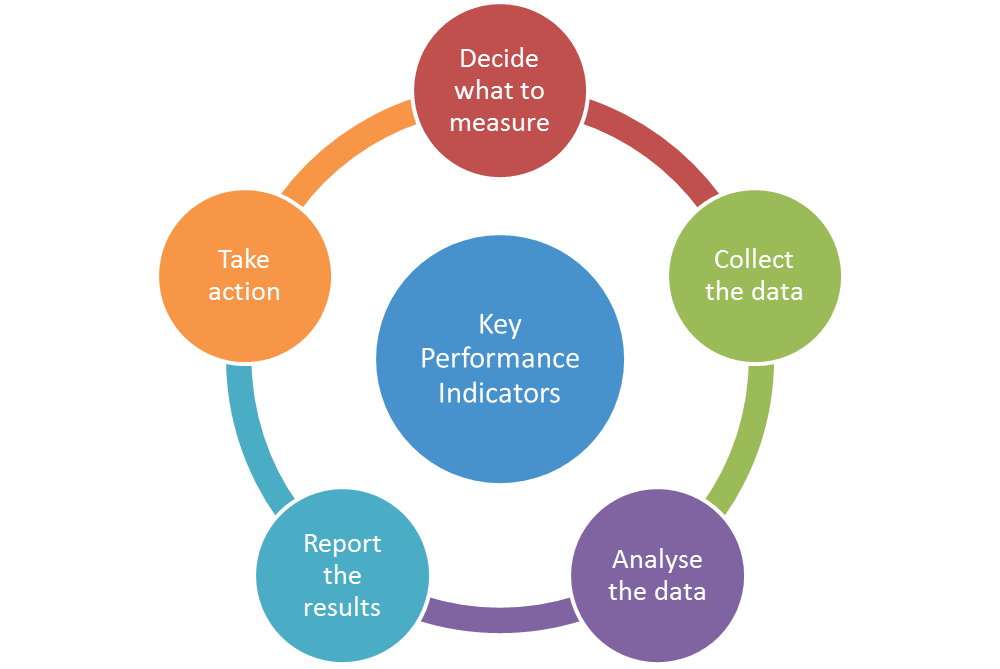 Decide
what to
measure
Take
action
Collect
the data
Key
Performance
Indicators
Report
the
results
Analyse
the data